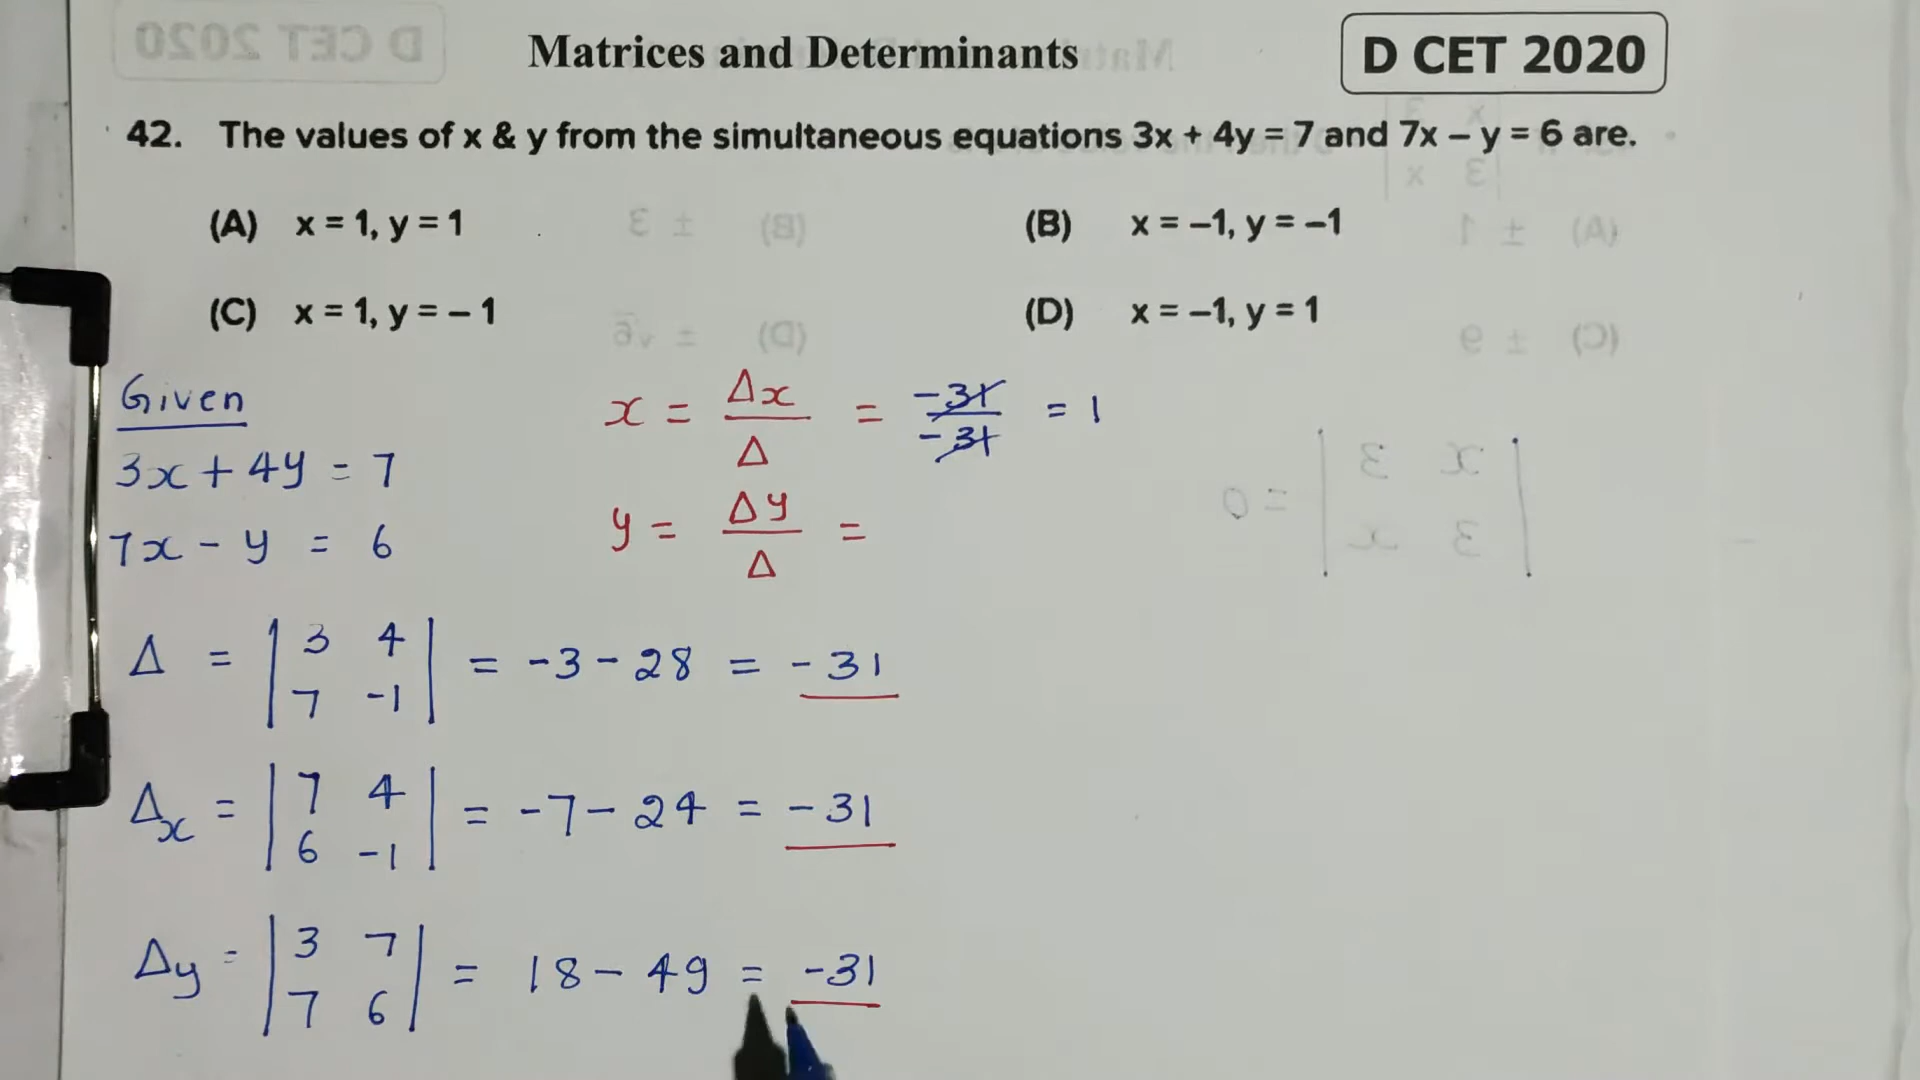 Matrices and Determinants
D CET 2020
42. The values of x & y from the simultaneous equations 3x + 4y = 7 and 7x – y = 6 are.
(A) x = 1, y = 1
(B) x = –1, y = –1
(C) x = 1, y = – 1
(D) x = –1, y = 1
Given
3x + 4y = 7
7x - y = 6
x = Δx / Δ = -31 / -31 = 1
y = Δy / Δ =
Δ = | 3 4 | = -3 - 28 = -31
| 7 -1 |
Δx = | 7 4 | = -7 - 24 = -31
| 6 -1 |
Δy = | 3 7 | = 18 - 49 = -31
| 7 6 |